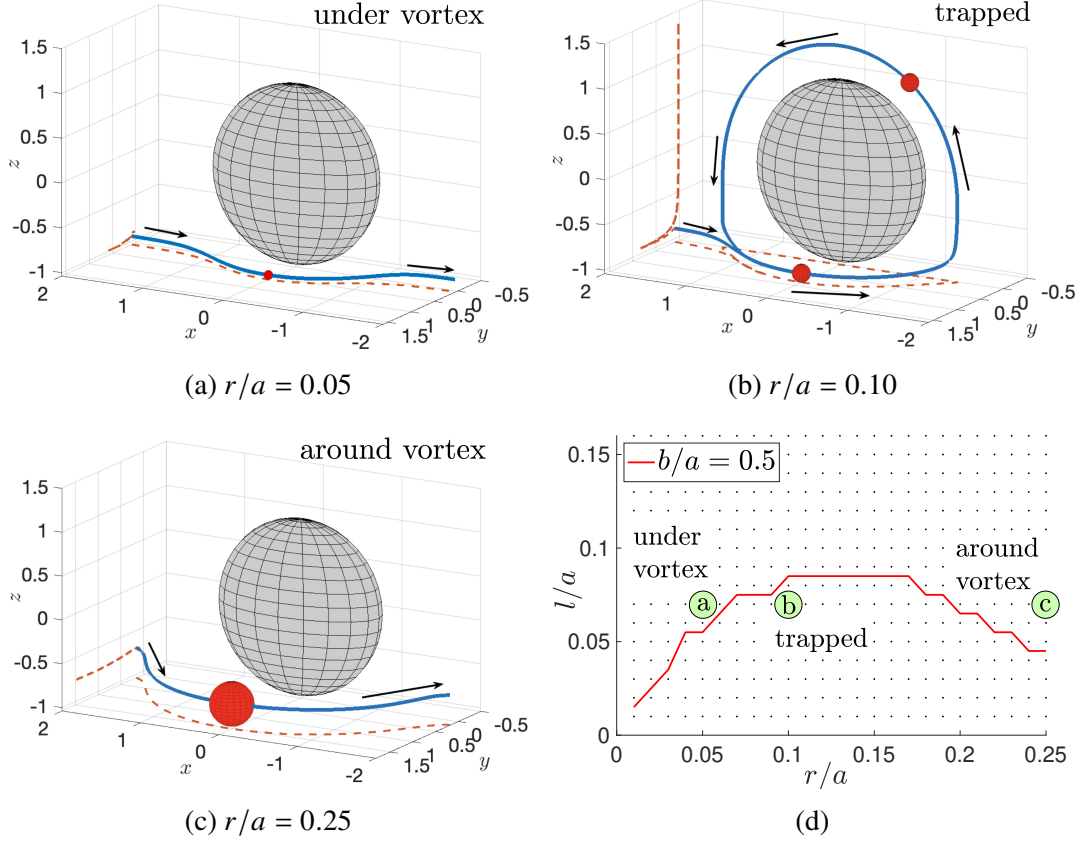 under vortex
1.5
1
0.5
0
-0.5
-1
z
2
1
0
-1
-2
x
1.5
1
0.5
0
-0.5
y
(a) r/a = 0.05
trapped
1.5
1
0.5
0
-0.5
-1
z
2
1
0
-1
-2
x
1.5
1
0.5
0
-0.5
y
(b) r/a = 0.10
around vortex
1.5
1
0.5
0
-0.5
-1
z
2
1
0
-1
-2
x
1.5
1
0.5
0
-0.5
y
(c) r/a = 0.25
b/a = 0.5
0.15
0.1
0.05
0
l/a
under
vortex
around
vortex
a
b
c
trapped
0
0.05
0.1
0.15
0.2
0.25
r/a
(d)